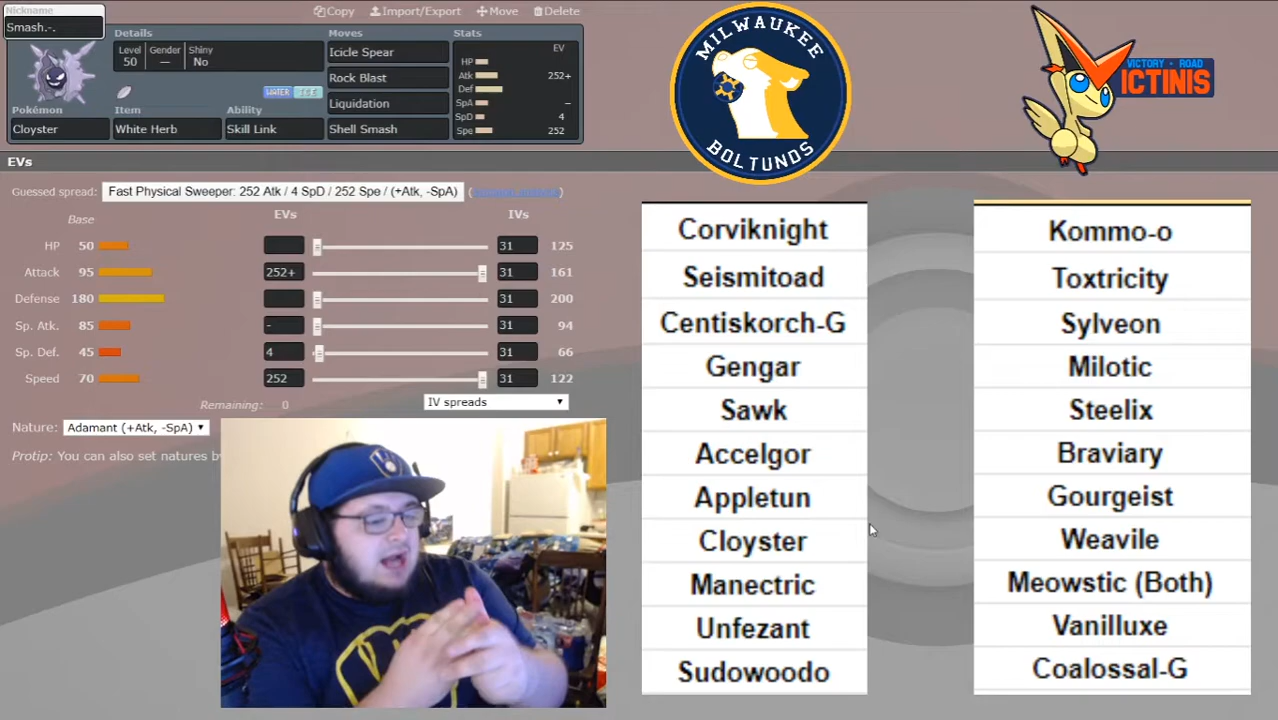 Nickname
Smash.-.
Copy Import/Export Move Delete
Details
Level Gender Shiny
50 — No
WATER ICE
Pokémon Item Ability
Cloyster White Herb Skill Link
Moves
Icicle Spear
Rock Blast
Liquidation
Shell Smash
Stats
EV
HP
Atk 252+
Def
SpA –
SpD 4
Spe 252
EVs
Guessed spread: Fast Physical Sweeper: 252 Atk / 4 SpD / 252 Spe / (+Atk, -SpA)
Base EVs IVs
HP 50 31 125
Attack 95 252+ 31 161
Defense 180 31 200
Sp. Atk. 85 - 31 94
Sp. Def. 45 4 31 66
Speed 70 252 31 122
Remaining: 0
IV spreads
Nature: Adamant (+Atk, -SpA)
Protip: You can also set natures by
MILWAUKEE
BOLTUNDS
VICTORY • ROAD
ICTINIS
Corviknight
Seismitoad
Centiskorch-G
Gengar
Sawk
Accelgor
Appletun
Cloyster
Manectric
Unfezant
Sudowoodo
Kommo-o
Toxtricity
Sylveon
Milotic
Steelix
Braviary
Gourgeist
Weavile
Meowstic (Both)
Vanilluxe
Coalossal-G